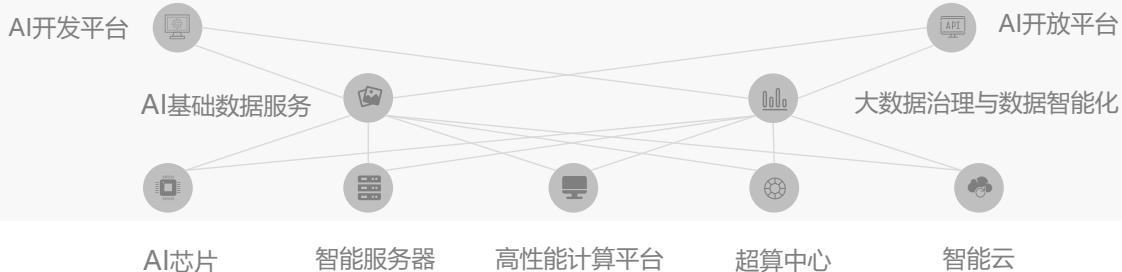 AI开发平台
API
AI开放平台
AI基础数据服务
大数据治理与数据智能化
AI芯片
智能服务器
高性能计算平台
超算中心
智能云